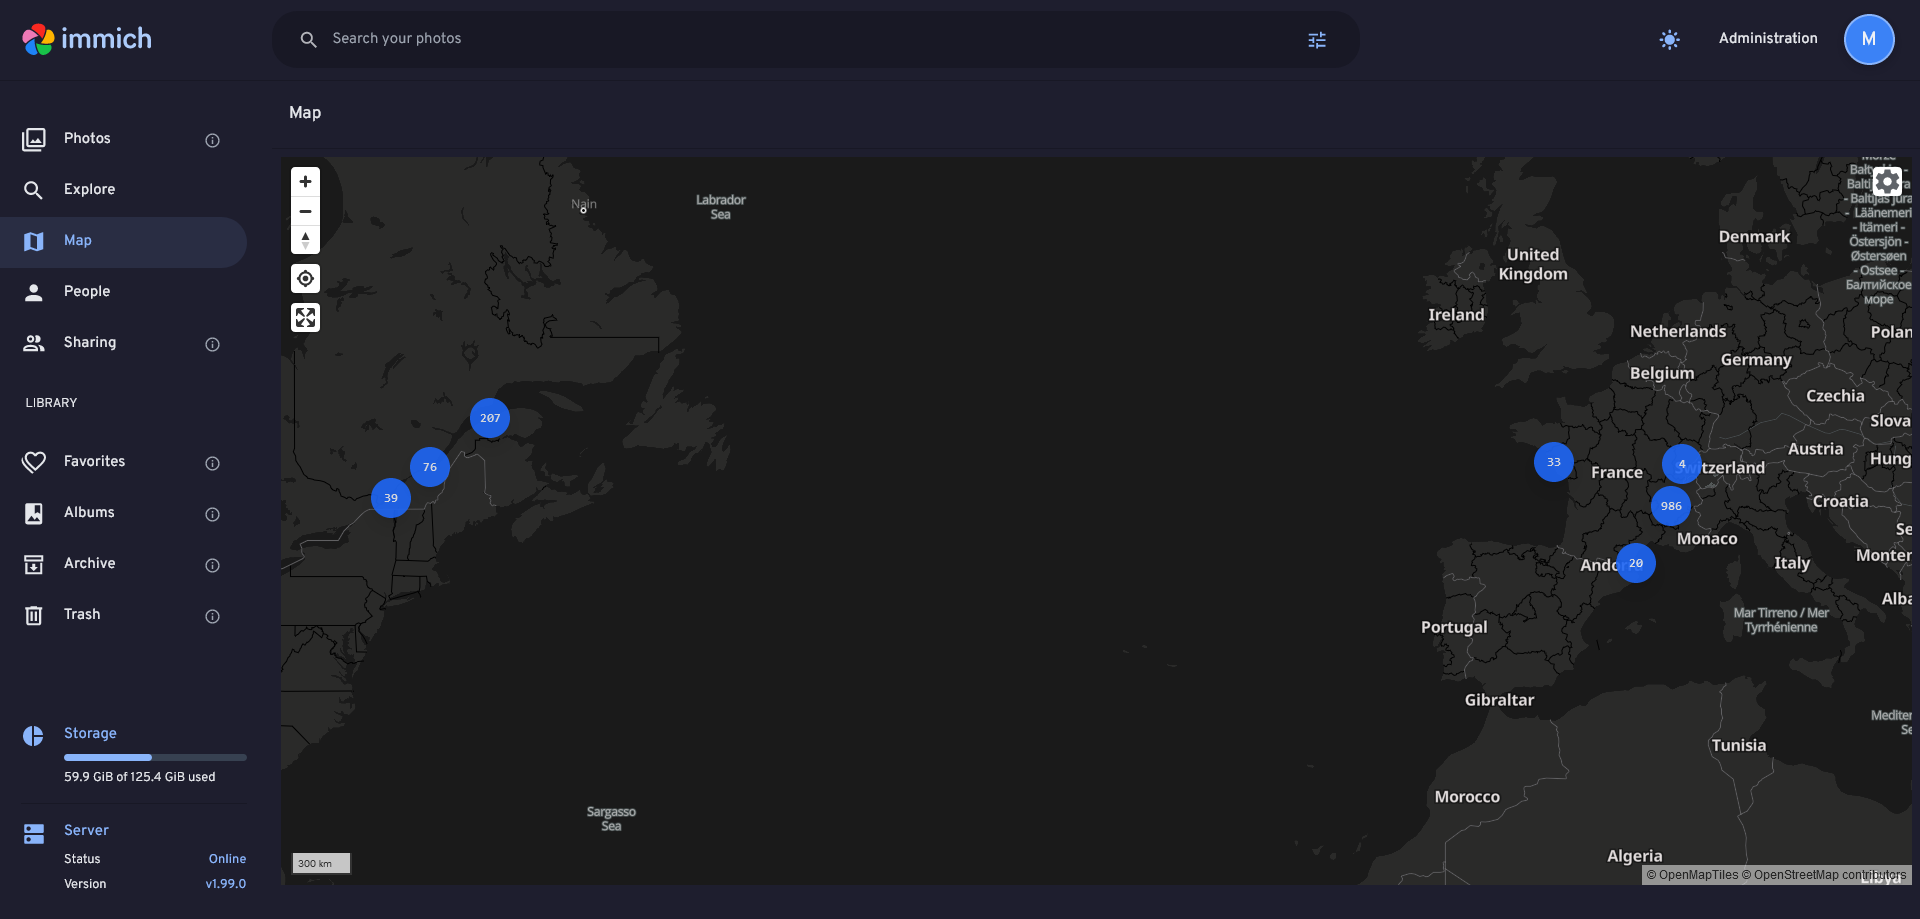 immich
Search your photos
Administration
M
Photos
Explore
Map
People
Sharing
LIBRARY
Favorites
Albums
Archive
Trash
Storage
59.9 GiB of 125.4 GiB used
Server
Status Online
Version v1.99.0
Map
Nain
Labrador
Sea
207
76
39
Sargasso
Sea
300 km
United
Kingdom
Ireland
Denmark
Baltijas jūra
- Läänemeri
- Itämeri -
Östersjön -
Østersøen
- Ostsee -
Балтийское
море
Netherlands
Polan
Germany
Belgium
Czechia
Slova
Austria
Hung
33
4
Switzerland
France
986
Croatia
Se
Monaco
Monter
Italy
Andorra
20
Alba
Mar Tirreno / Mer
Tyrrhénienne
Portugal
Gibraltar
Mediter
Se
Tunisia
Morocco
Algeria
Libya
© OpenMapTiles © OpenStreetMap contributors